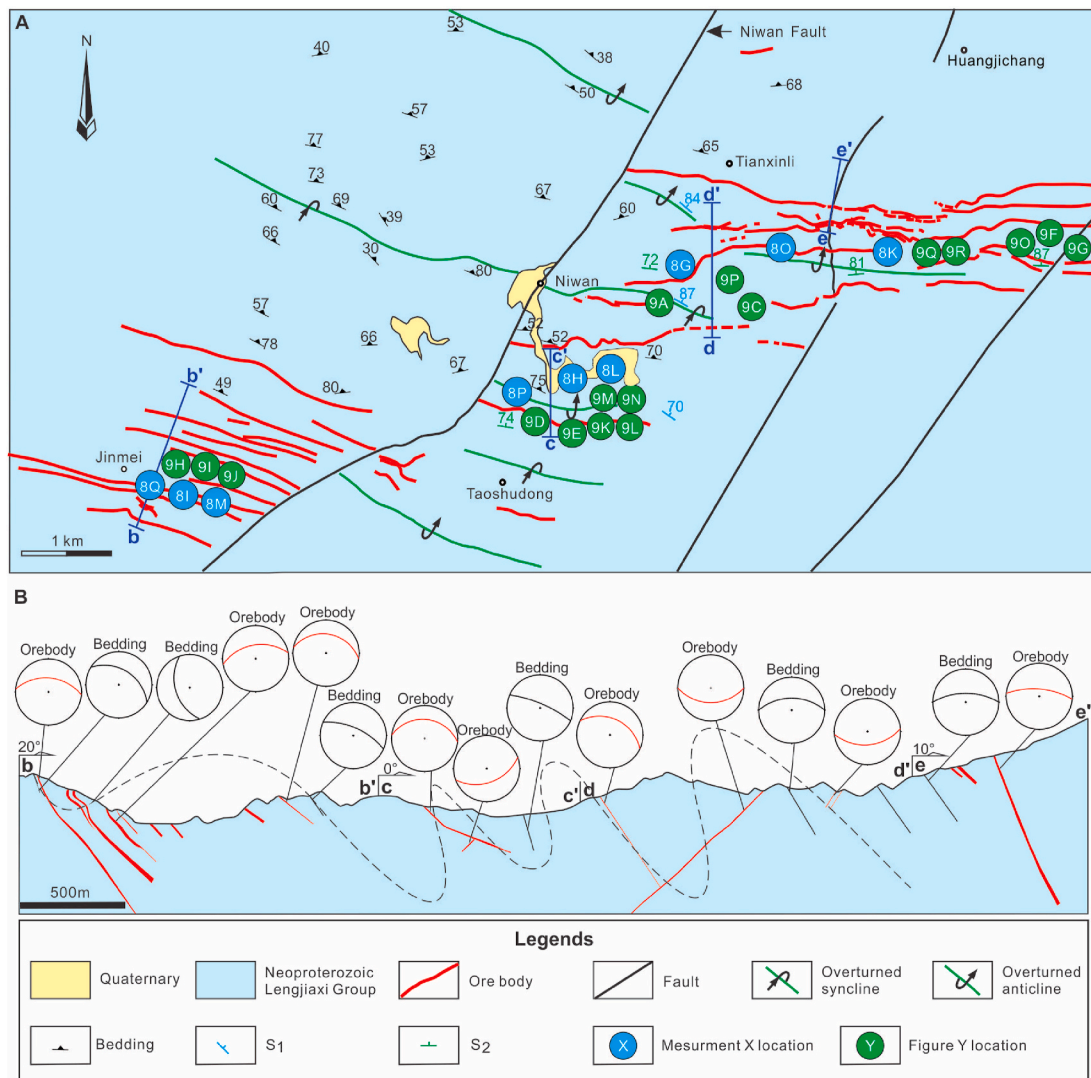 A
N
53
40
38
50
Niwan Fault
Huangjichang
68
57
77
53
73
60
69
39
67
65
Tianxinli
e'
84
d'
60
66
30
80
Niwan
72
8G
87
8O
e
8K
9Q
9R
9O
9F
87
9G
81
9P
9A
9C
57
78
66
52
52
d
67
c'
70
8H
8L
b'
49
80
75
8P
9M
9N
70
74
9D
9E
9K
9L
c
Jinmei
9H
9I
9J
8Q
8I
8M
Taoshudong
b
1 km
B
Orebody
Bedding
Bedding
Orebody
Orebody
Bedding
Orebody
Orebody
Bedding
Orebody
Orebody
Bedding
Orebody
Bedding
Orebody
20°
b
b'
0°
c
c'
d
d'
10°
e
e'
500m
Legends
Quaternary
Neoproterozoic
Lengjiaxi Group
Ore body
Fault
Overturned
syncline
Overturned
anticline
Bedding
S1
S2
X
Mesurment X location
Y
Figure Y location